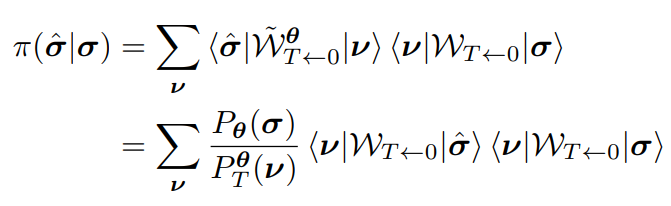 π(σ̂|σ) = ∑_ν ⟨σ̂|𝒲̃^θ_{T←0}|ν⟩ ⟨ν|𝒲_{T←0}|σ⟩
= ∑_ν P_θ(σ) / P^θ_T(ν) ⟨ν|𝒲_{T←0}|σ̂⟩ ⟨ν|𝒲_{T←0}|σ⟩